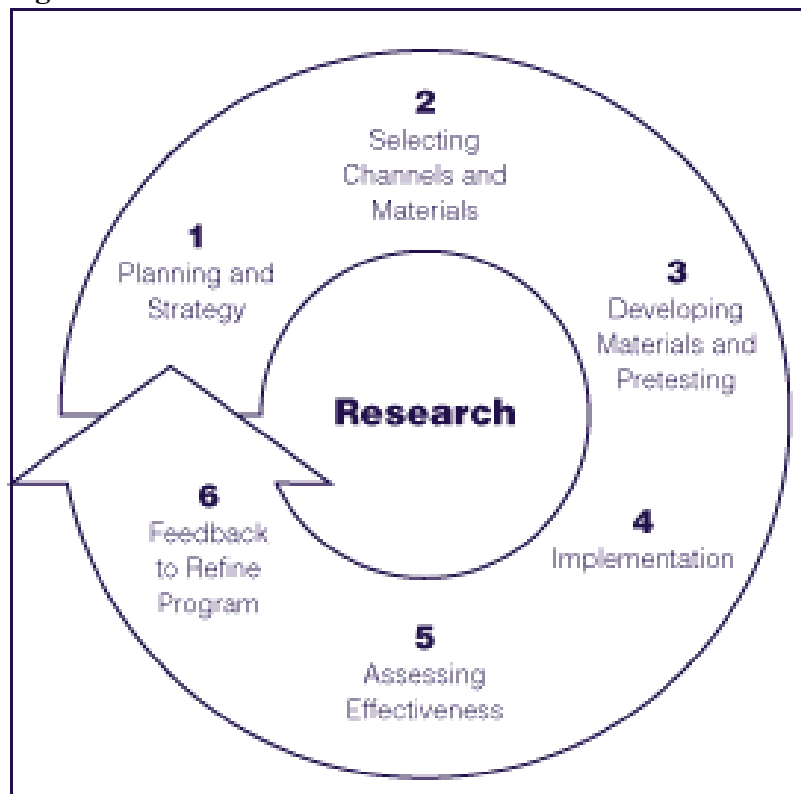 1
Planning and
Strategy
2
Selecting
Channels and
Materials
3
Developing
Materials and
Pretesting
4
Implementation
5
Assessing
Effectiveness
6
Feedback
to Refine
Program
Research